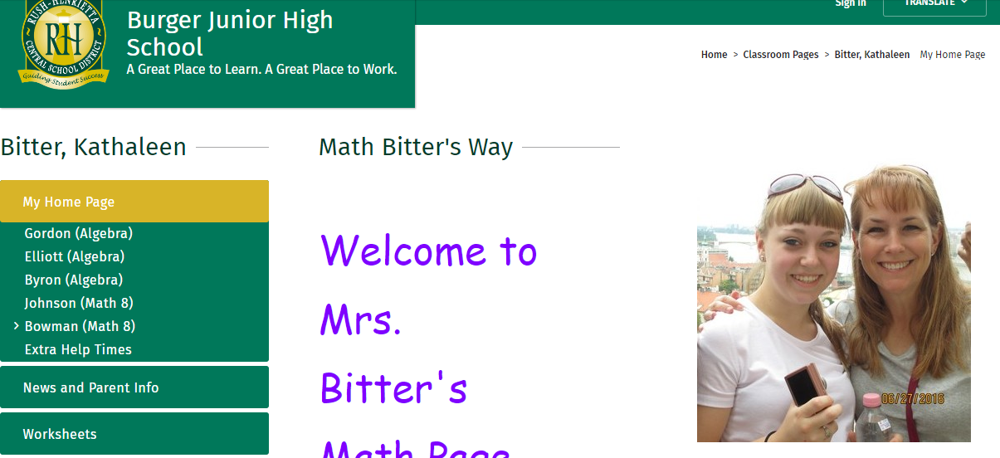 RUSH-HENRIETTA
RH
CENTRAL SCHOOL DISTRICT
Guiding Student Success
Burger Junior High
School
A Great Place to Learn. A Great Place to Work.
Sign In
TRANSLATE
Home > Classroom Pages > Bitter, Kathaleen My Home Page
Bitter, Kathaleen
My Home Page
Gordon (Algebra)
Elliott (Algebra)
Byron (Algebra)
Johnson (Math 8)
Bowman (Math 8)
Extra Help Times
News and Parent Info
Worksheets
Math Bitter's Way
Welcome to
Mrs.
Bitter's
Math Page
06/27/2016